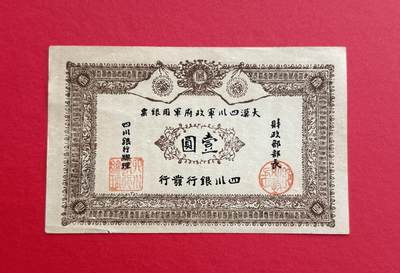 大漢四川軍政府軍用銀票
財政部部長
壹圓
四川銀行總理
四川銀行發行